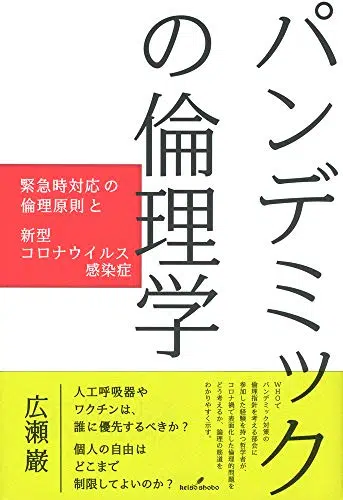 パンデミック
の倫理学
緊急時対応の
倫理原則と
新型
コロナウイルス
感染症
WHOで
パンデミック対策の
倫理指針を考える部会に
参加した経験を持つ哲学者が、
コロナ禍で表面化した倫理的問題を
どう考えるか、論理の筋道を
わかりやすく示す。
人工呼吸器や
ワクチンは、
誰に優先するべきか?
個人の自由は
どこまで
制限してよいのか?
広瀬 巌
keiso shobo